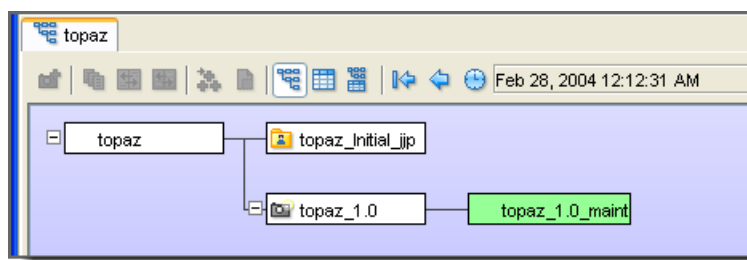 topaz
Feb 28, 2004 12:12:31 AM
topaz
topaz_Initial_jjp
topaz_1.0
topaz_1.0_maint